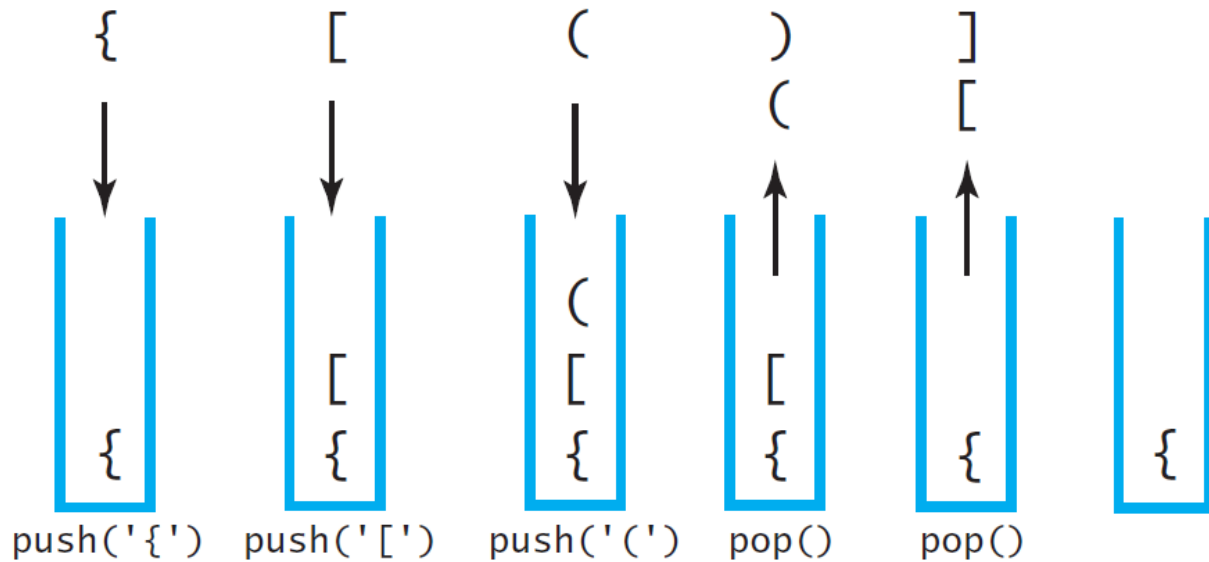 { [ ( ) ]
( [
(
[ [ [
{ { { { { {
push('{') push('[') push('(') pop() pop()